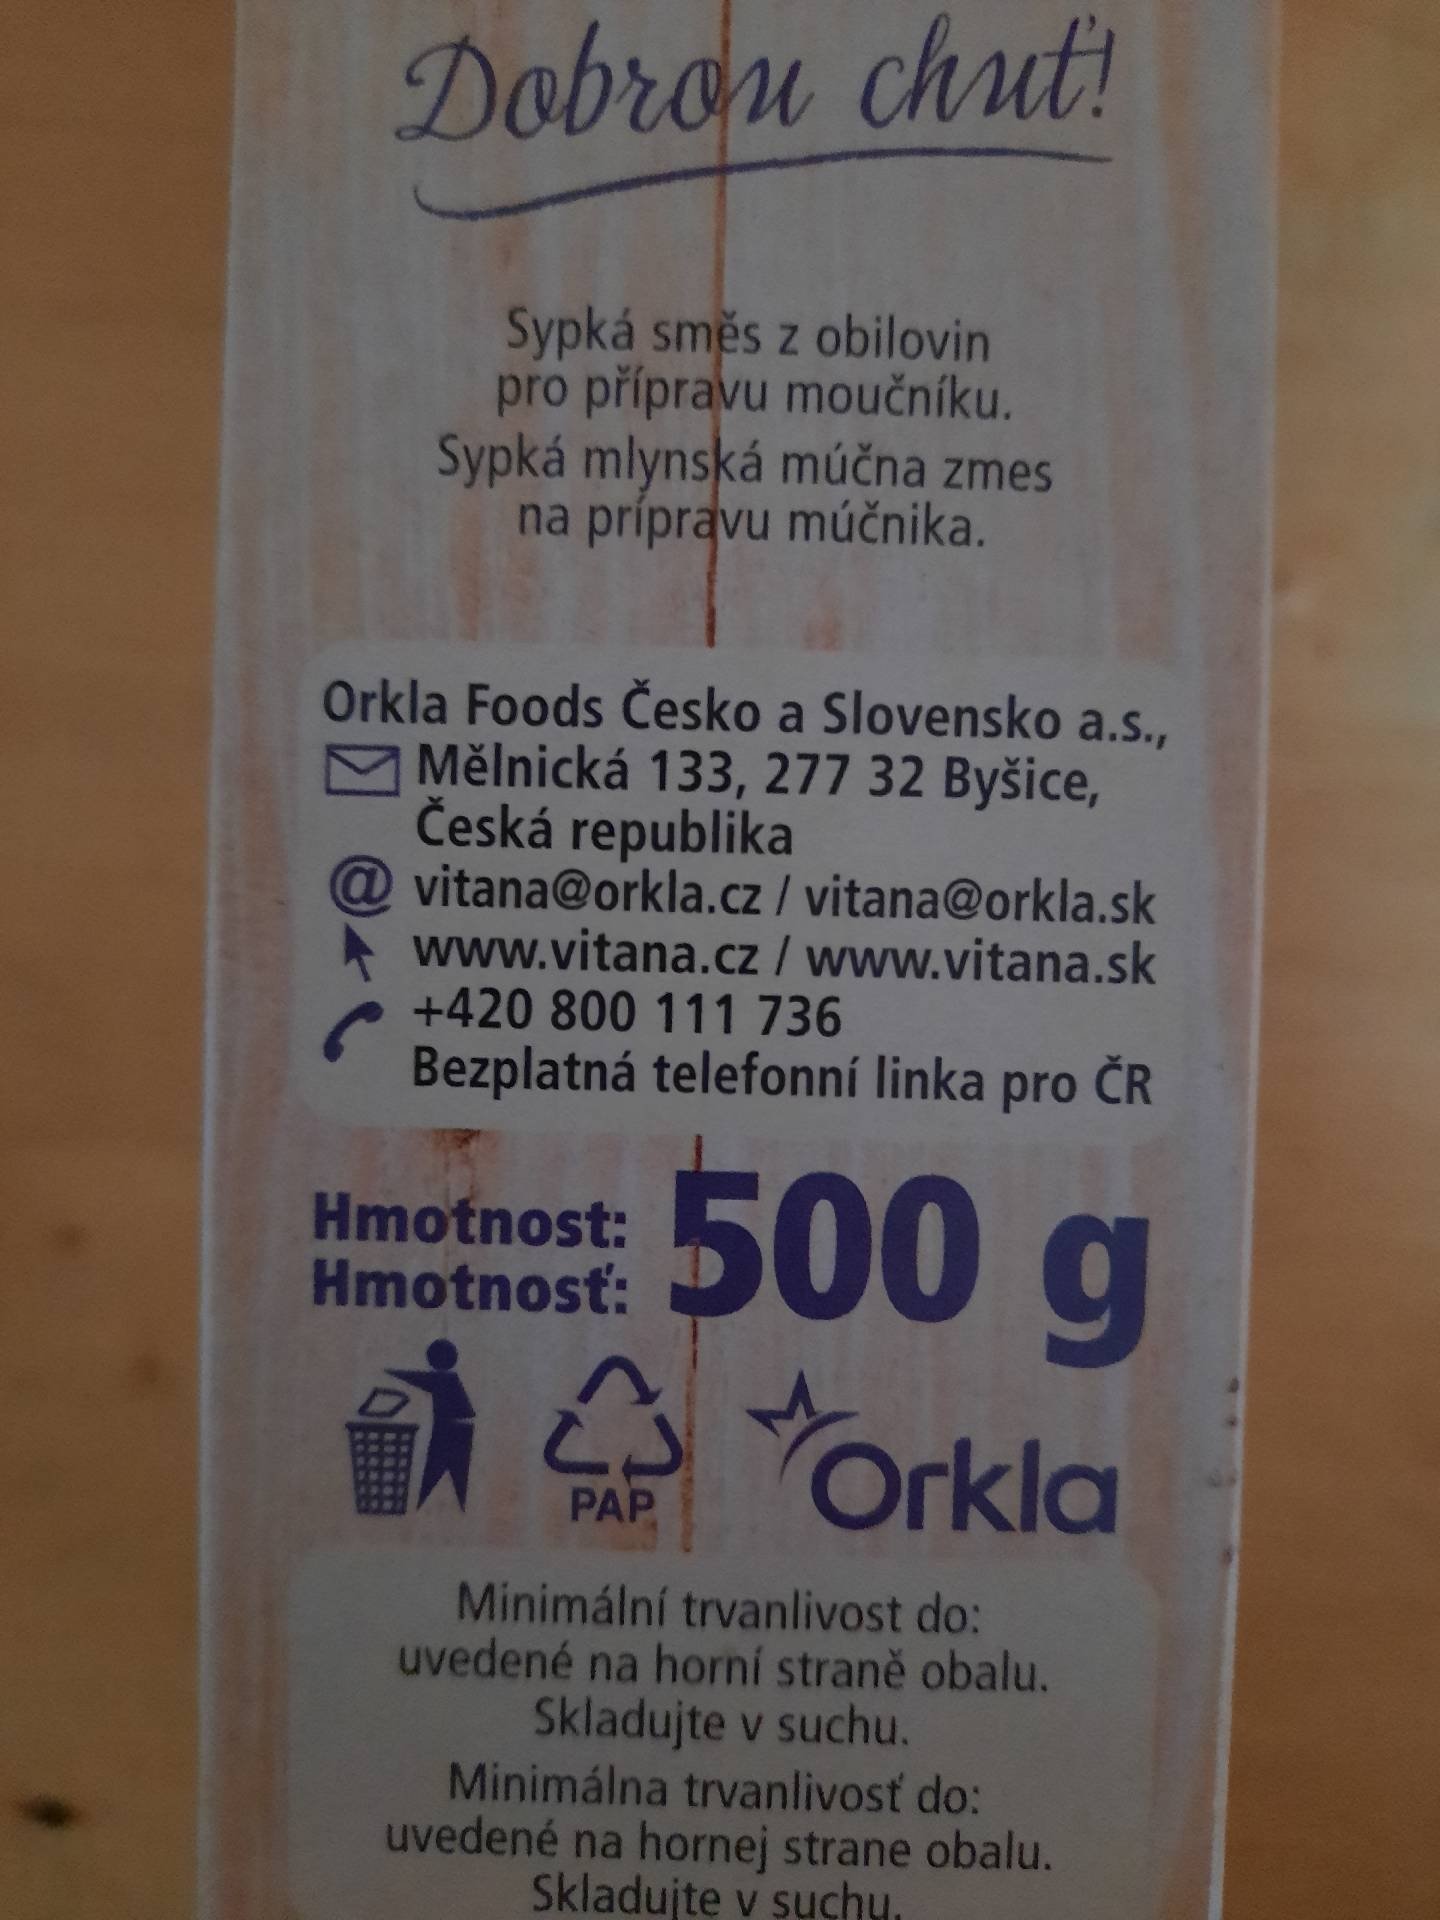 Dobrou chuť!
Sypká směs z obilovin
pro přípravu moučníku.
Sypká mlynská múčna zmes
na prípravu múčnika.
Orkla Foods Česko a Slovensko a.s.,
Mělnická 133, 277 32 Byšice,
Česká republika
@ vitana@orkla.cz / vitana@orkla.sk
www.vitana.cz / www.vitana.sk
+420 800 111 736
Bezplatná telefonní linka pro ČR
Hmotnost: 500 g
Hmotnosť:
PAP
Orkla
Minimální trvanlivost do:
uvedené na horní straně obalu.
Skladujte v suchu.
Minimálna trvanlivosť do:
uvedené na hornej strane obalu.
Skladujte v suchu.